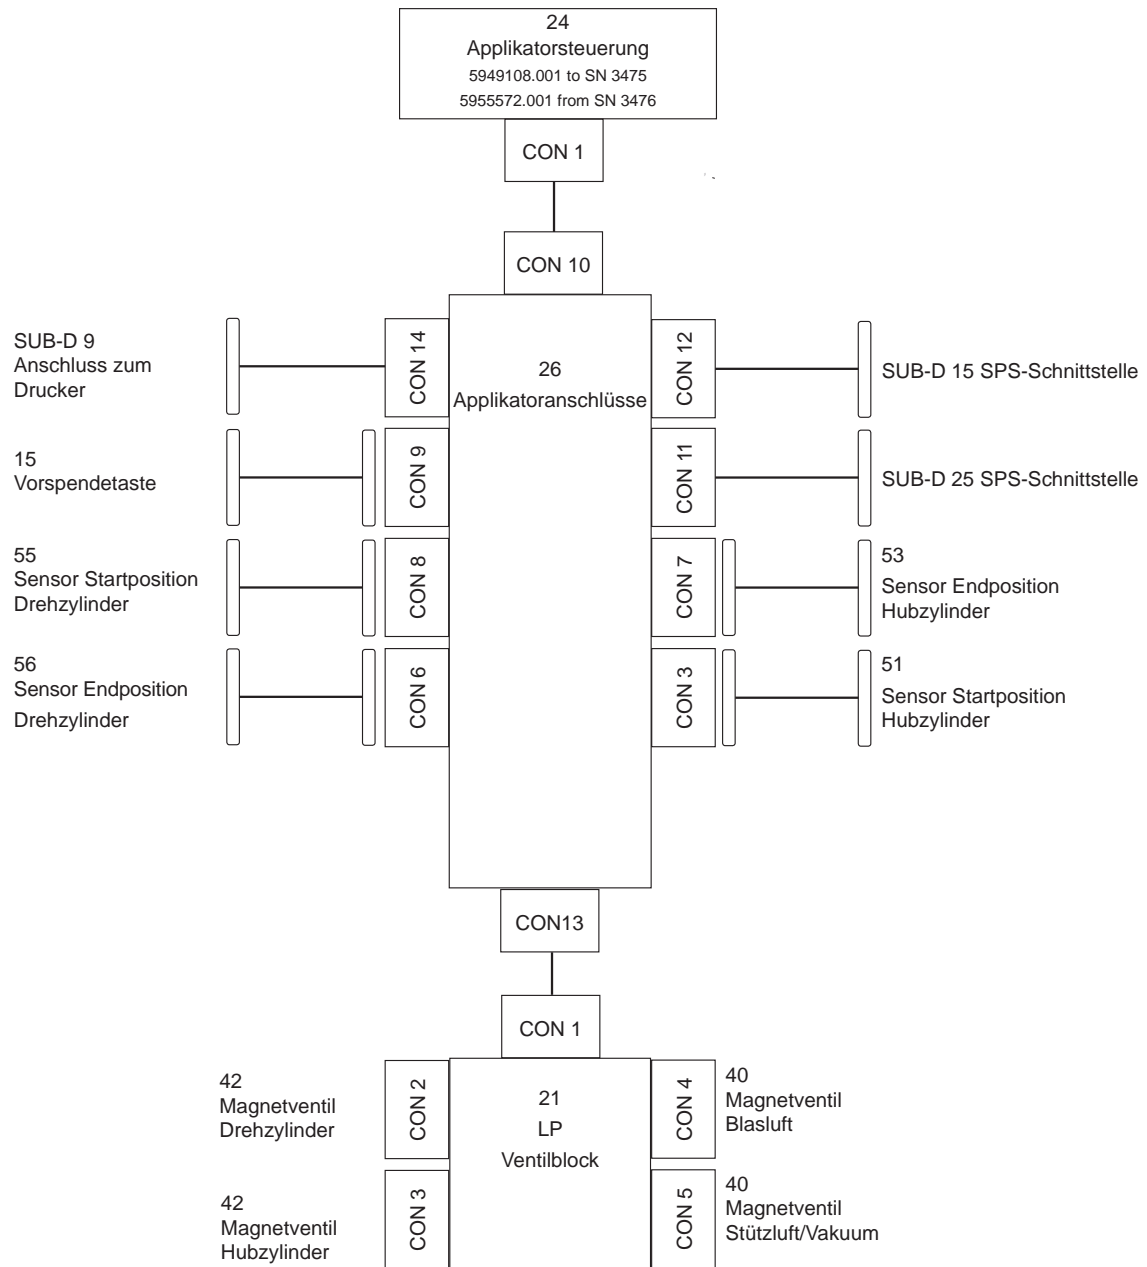 24
Applikatorsteuerung
5949108.001 to SN 3475
5955572.001 from SN 3476
CON 1
CON 10
SUB-D 9
Anschluss zum
Drucker
CON 14
26
Applikatoranschlüsse
CON 12
SUB-D 15 SPS-Schnittstelle
15
Vorspendetaste
CON 9
CON 11
SUB-D 25 SPS-Schnittstelle
55
Sensor Startposition
Drehzylinder
CON 8
CON 7
53
Sensor Endposition
Hubzylinder
56
Sensor Endposition
Drehzylinder
CON 6
CON 3
51
Sensor Startposition
Hubzylinder
CON13
CON 1
42
Magnetventil
Drehzylinder
CON 2
21
LP
Ventilblock
CON 4
40
Magnetventil
Blasluft
42
Magnetventil
Hubzylinder
CON 3
CON 5
40
Magnetventil
Stützluft/Vakuum